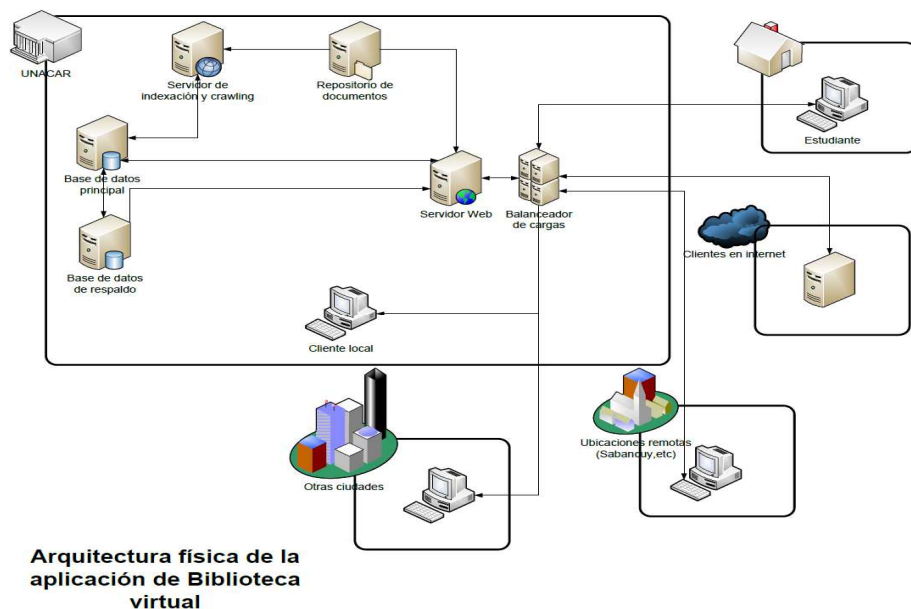 UNACAR
Servidor de
indexación y crawling
Repositorio de
documentos
Estudiante
Base de datos
principal
Servidor Web
Balanceador
de cargas
Clientes en internet
Base de datos
de respaldo
Cliente local
Otras ciudades
Ubicaciones remotas
(Sabancuy,etc)
Arquitectura física de la
aplicación de Biblioteca
virtual